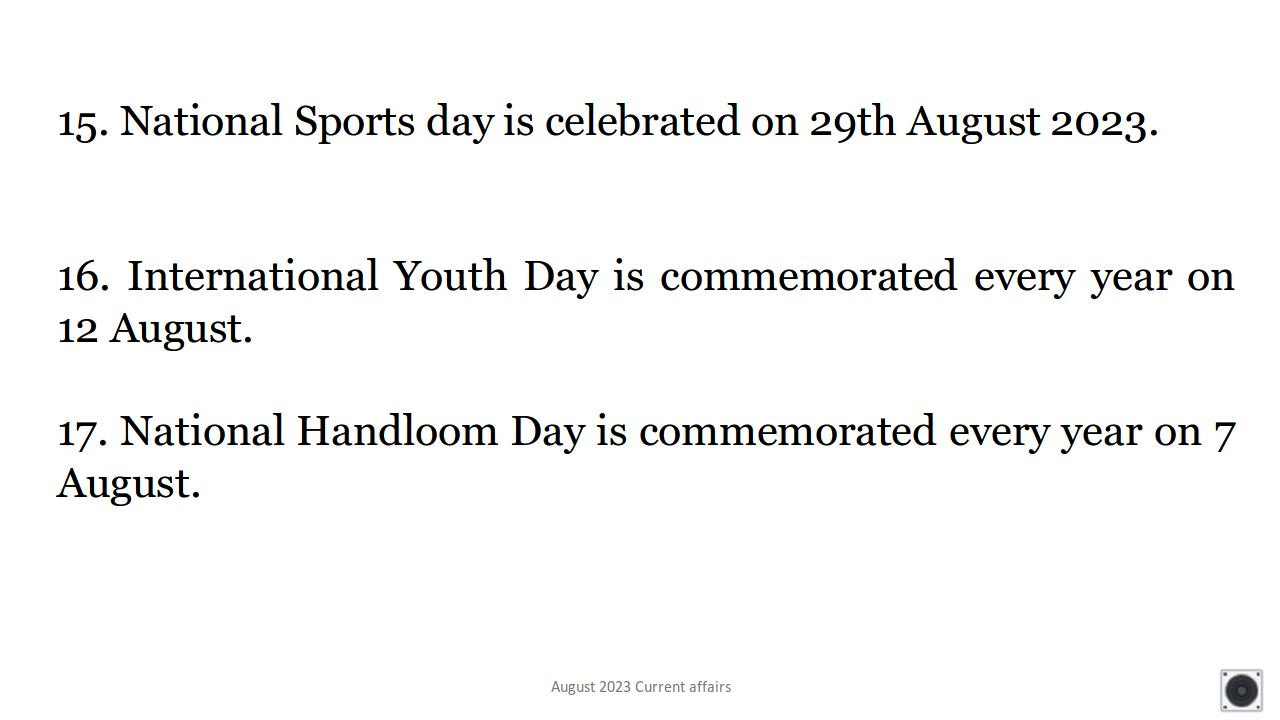 15. National Sports day is celebrated on 29th August 2023.
16. International Youth Day is commemorated every year on
12 August.
17. National Handloom Day is commemorated every year on 7
August.
August 2023 Current affairs